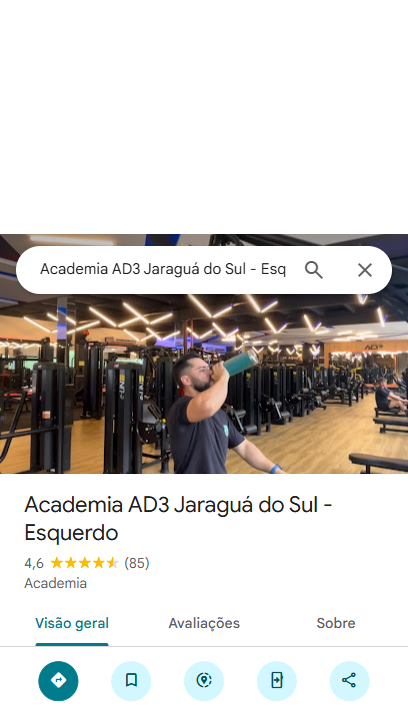 Academia AD3 Jaraguá do Sul - Esq
AD3
Academia AD3 Jaraguá do Sul -
Esquerdo
4,6 (85)
Academia
Visão geral Avaliações Sobre